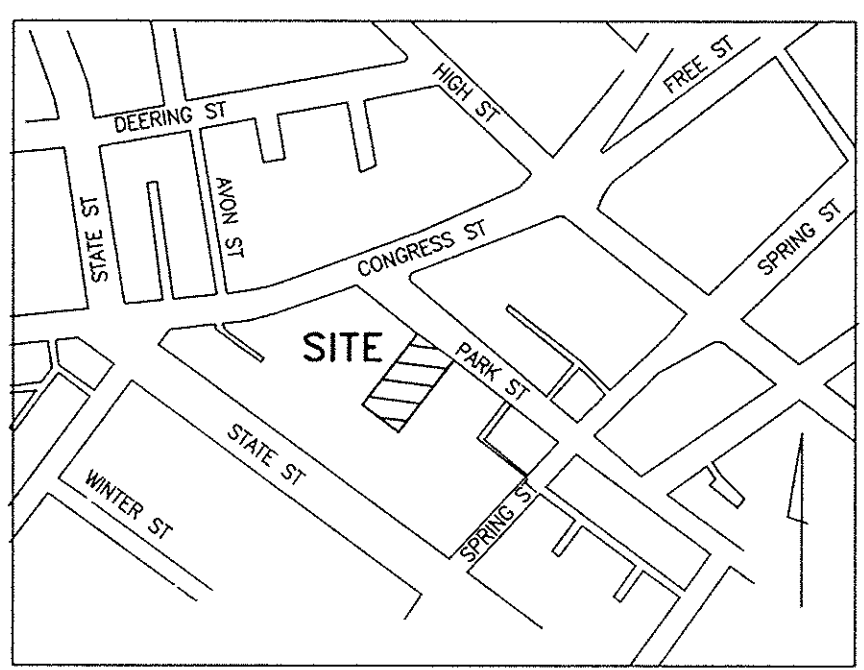 FREE ST
HIGH ST
DEERING ST
AVON ST
STATE ST
SPRING ST
CONGRESS ST
SITE
PARK ST
STATE ST
WINTER ST
SPRING ST